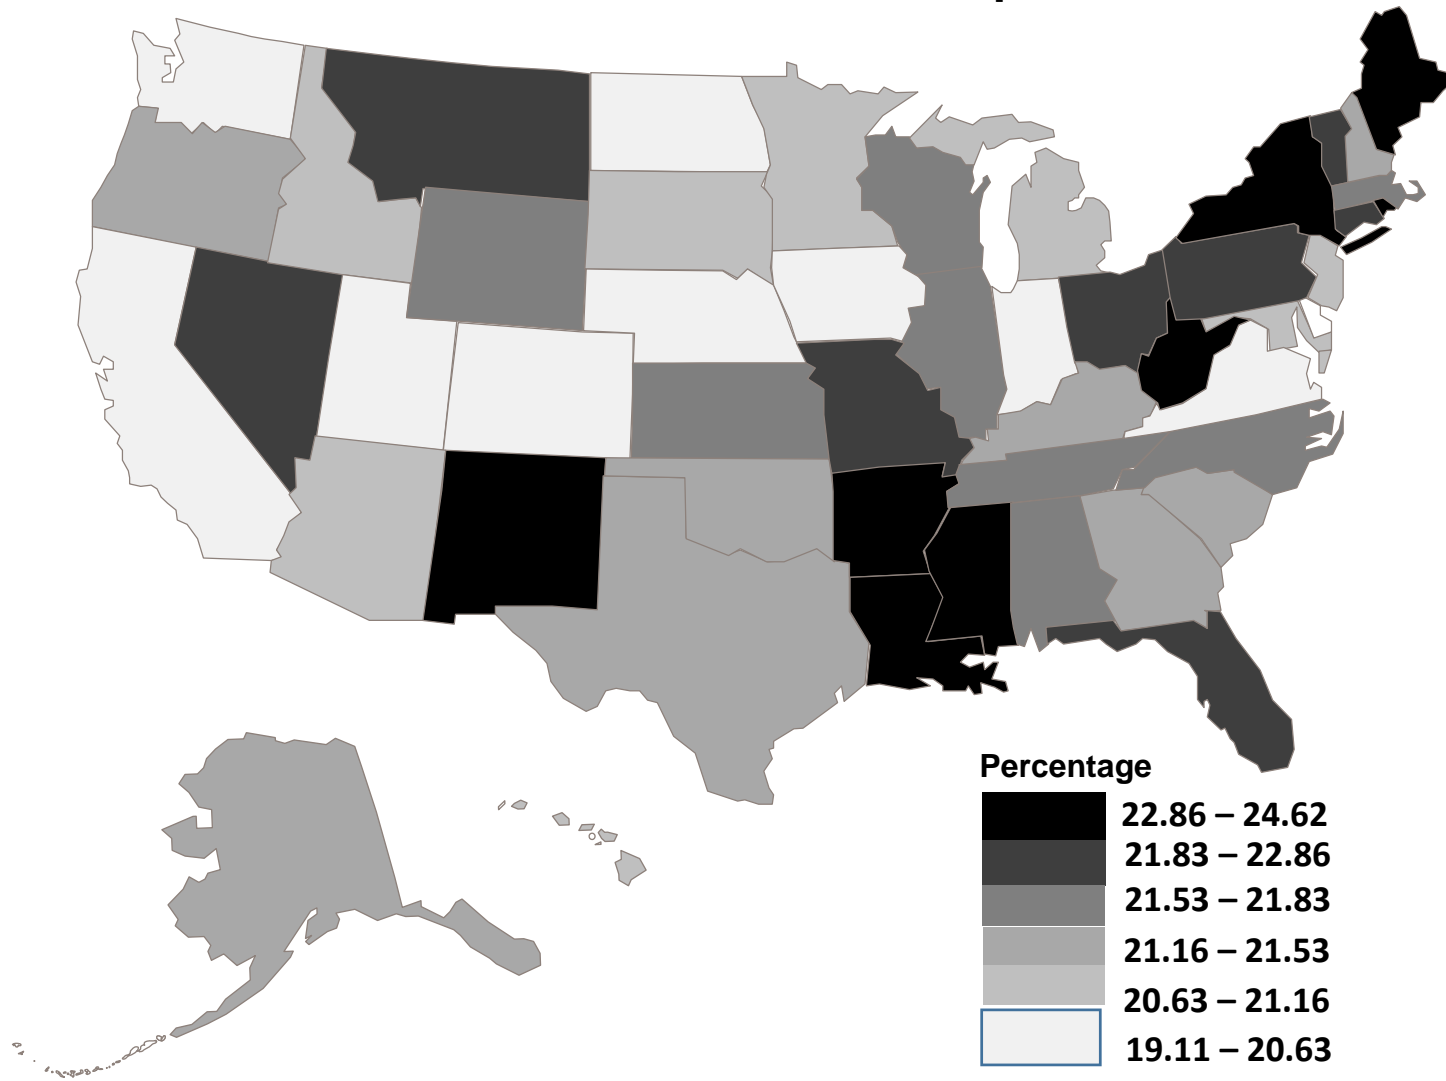 Percentage
22.86 – 24.62
21.83 – 22.86
21.53 – 21.83
21.16 – 21.53
20.63 – 21.16
19.11 – 20.63